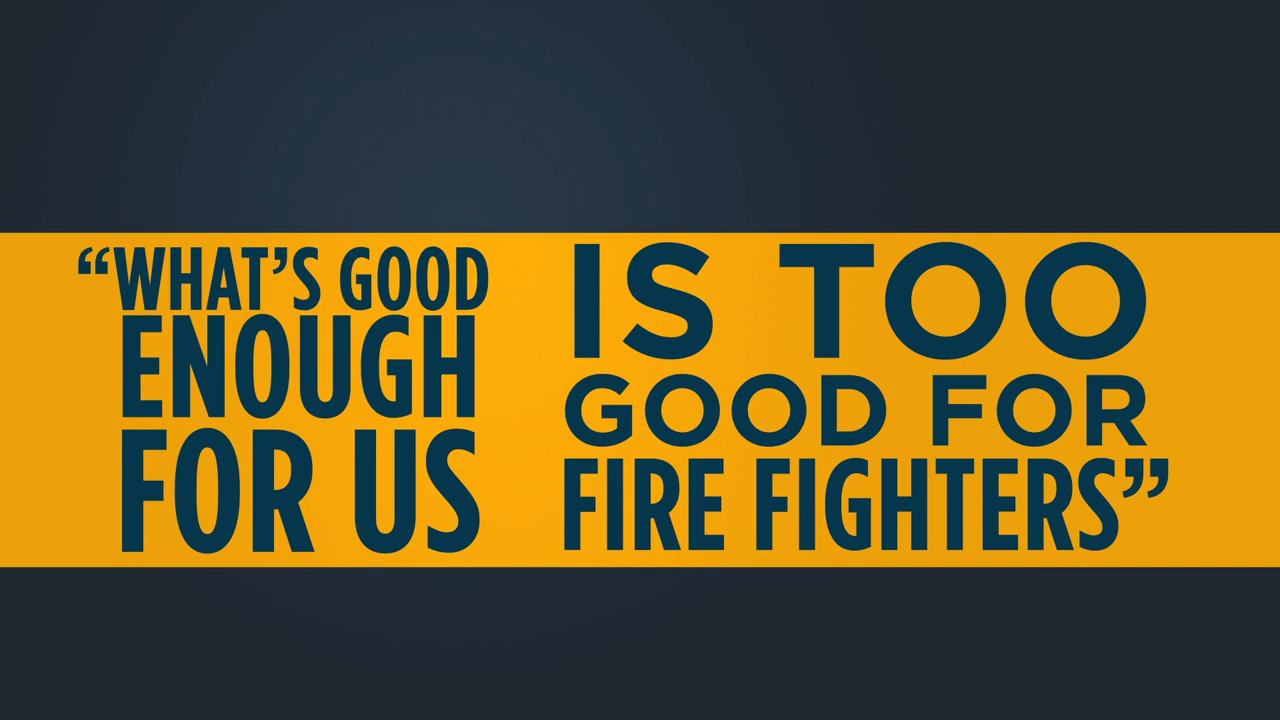 “WHAT’S GOOD
ENOUGH
FOR US
IS TOO
GOOD FOR
FIRE FIGHTERS”